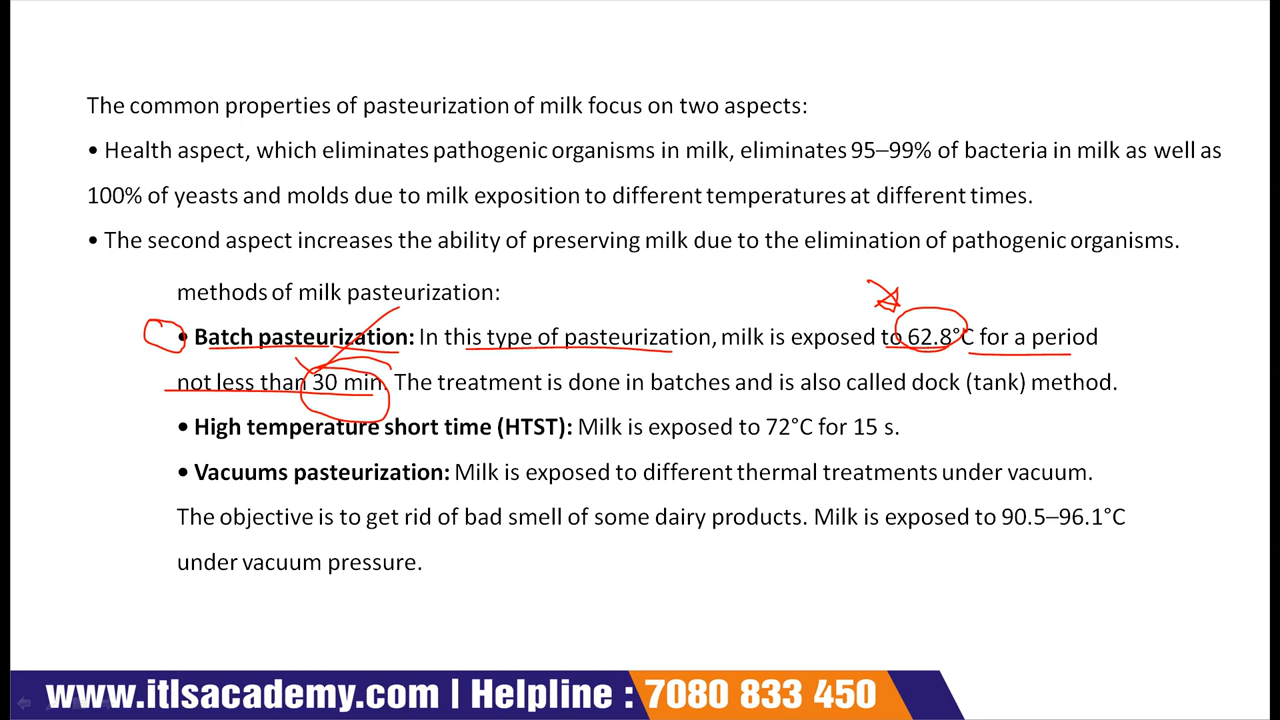 The common properties of pasteurization of milk focus on two aspects:
• Health aspect, which eliminates pathogenic organisms in milk, eliminates 95–99% of bacteria in milk as well as
100% of yeasts and molds due to milk exposition to different temperatures at different times.
• The second aspect increases the ability of preserving milk due to the elimination of pathogenic organisms.
methods of milk pasteurization:
• Batch pasteurization: In this type of pasteurization, milk is exposed to 62.8°C for a period
not less than 30 min. The treatment is done in batches and is also called dock (tank) method.
• High temperature short time (HTST): Milk is exposed to 72°C for 15 s.
• Vacuums pasteurization: Milk is exposed to different thermal treatments under vacuum.
The objective is to get rid of bad smell of some dairy products. Milk is exposed to 90.5–96.1°C
under vacuum pressure.
www.itlsacademy.com | Helpline : 7080 833 450